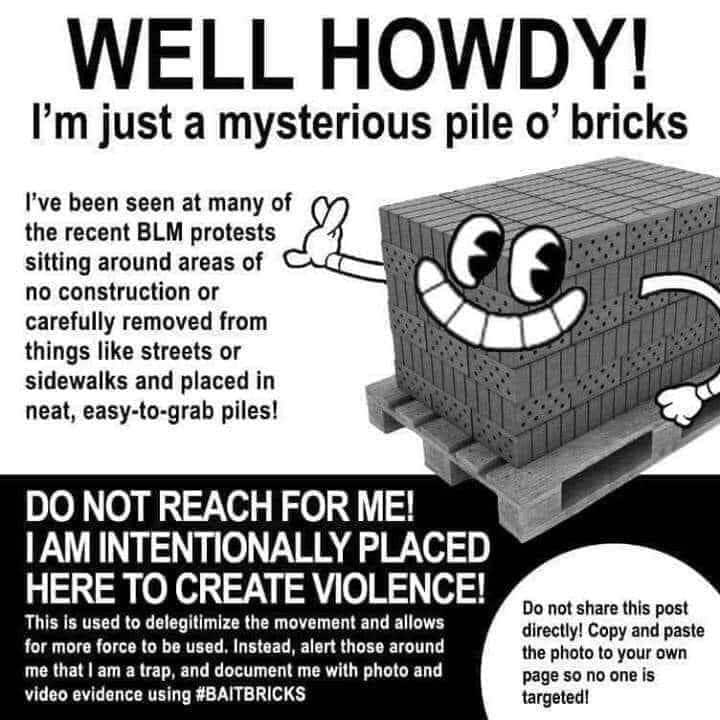 WELL HOWDY!
I'm just a mysterious pile o' bricks
I've been seen at many of
the recent BLM protests
sitting around areas of
no construction or
carefully removed from
things like streets or
sidewalks and placed in
neat, easy-to-grab piles!
DO NOT REACH FOR ME!
I AM INTENTIONALLY PLACED
HERE TO CREATE VIOLENCE!
This is used to delegitimize the movement and allows
for more force to be used. Instead, alert those around
me that I am a trap, and document me with photo and
video evidence using #BAITBRICKS
Do not share this post
directly! Copy and paste
the photo to your own
page so no one is
targeted!